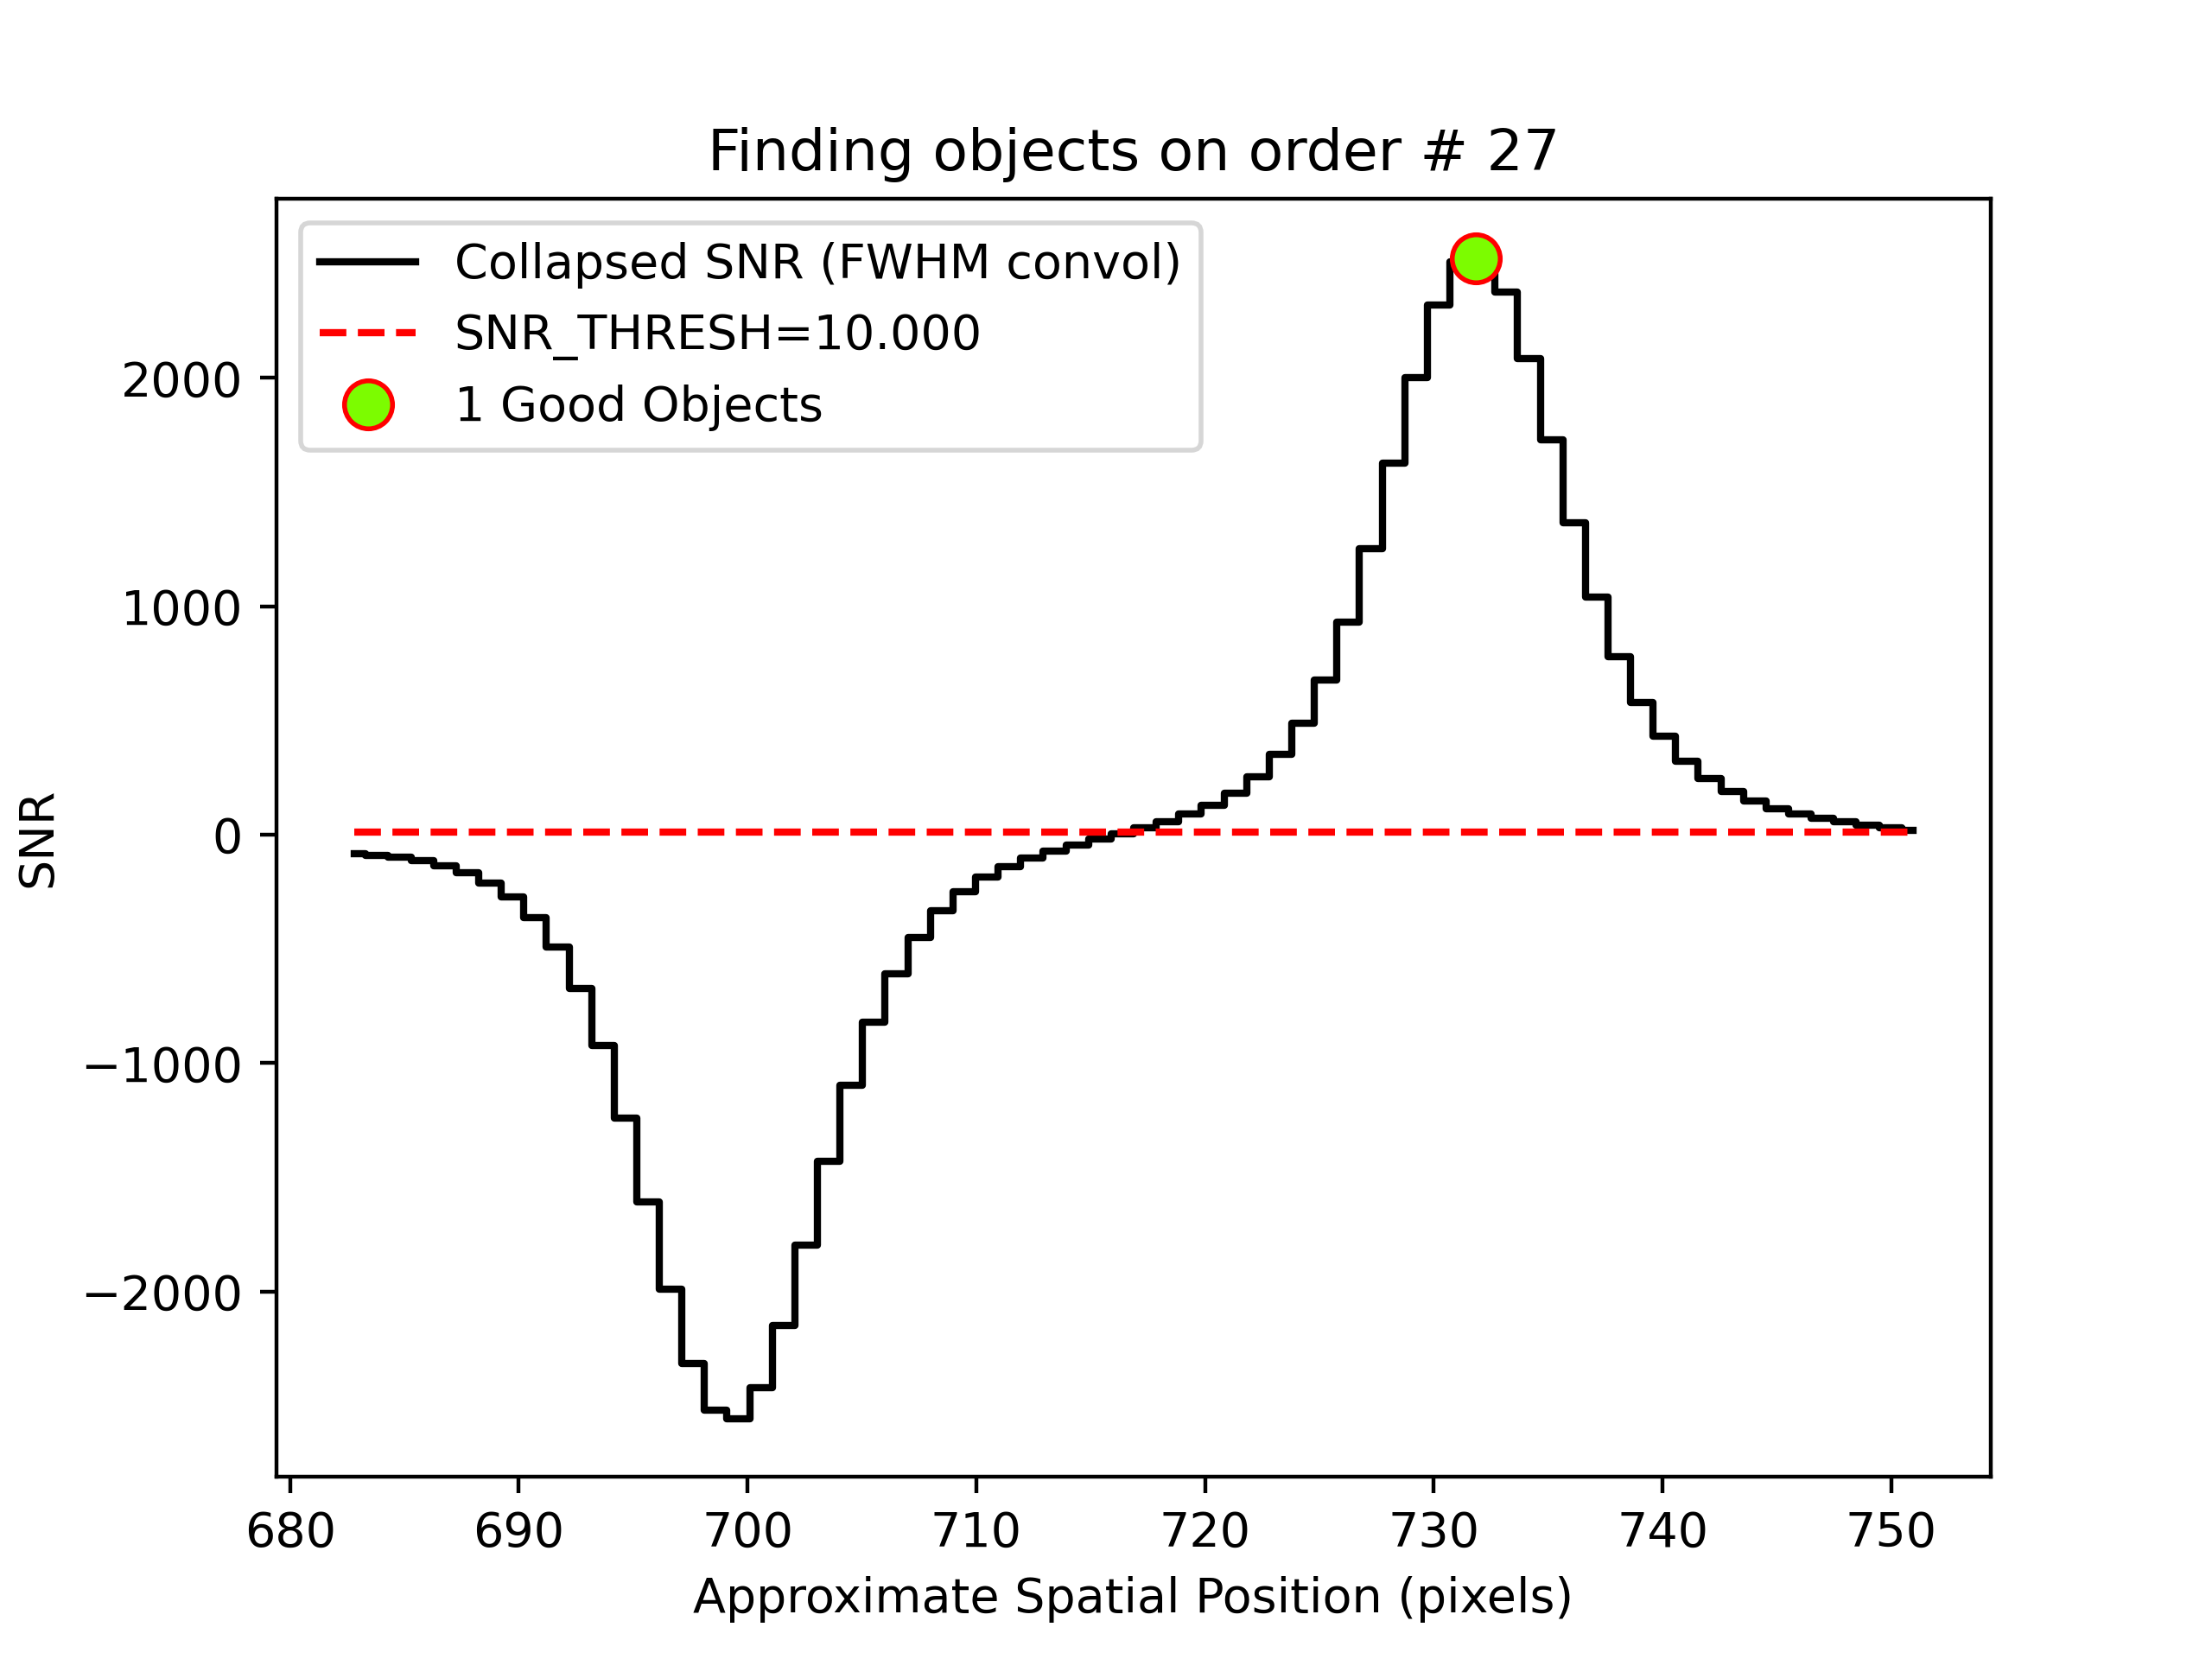 Finding objects on order # 27
Collapsed SNR (FWHM convol)
SNR_THRESH=10.000
1 Good Objects
2000
1000
0
−1000
−2000
SNR
680 690 700 710 720 730 740 750
Approximate Spatial Position (pixels)